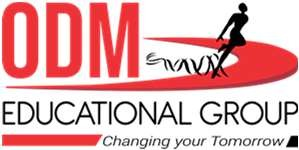 ODM
EDUCATIONAL GROUP
Changing your Tomorrow